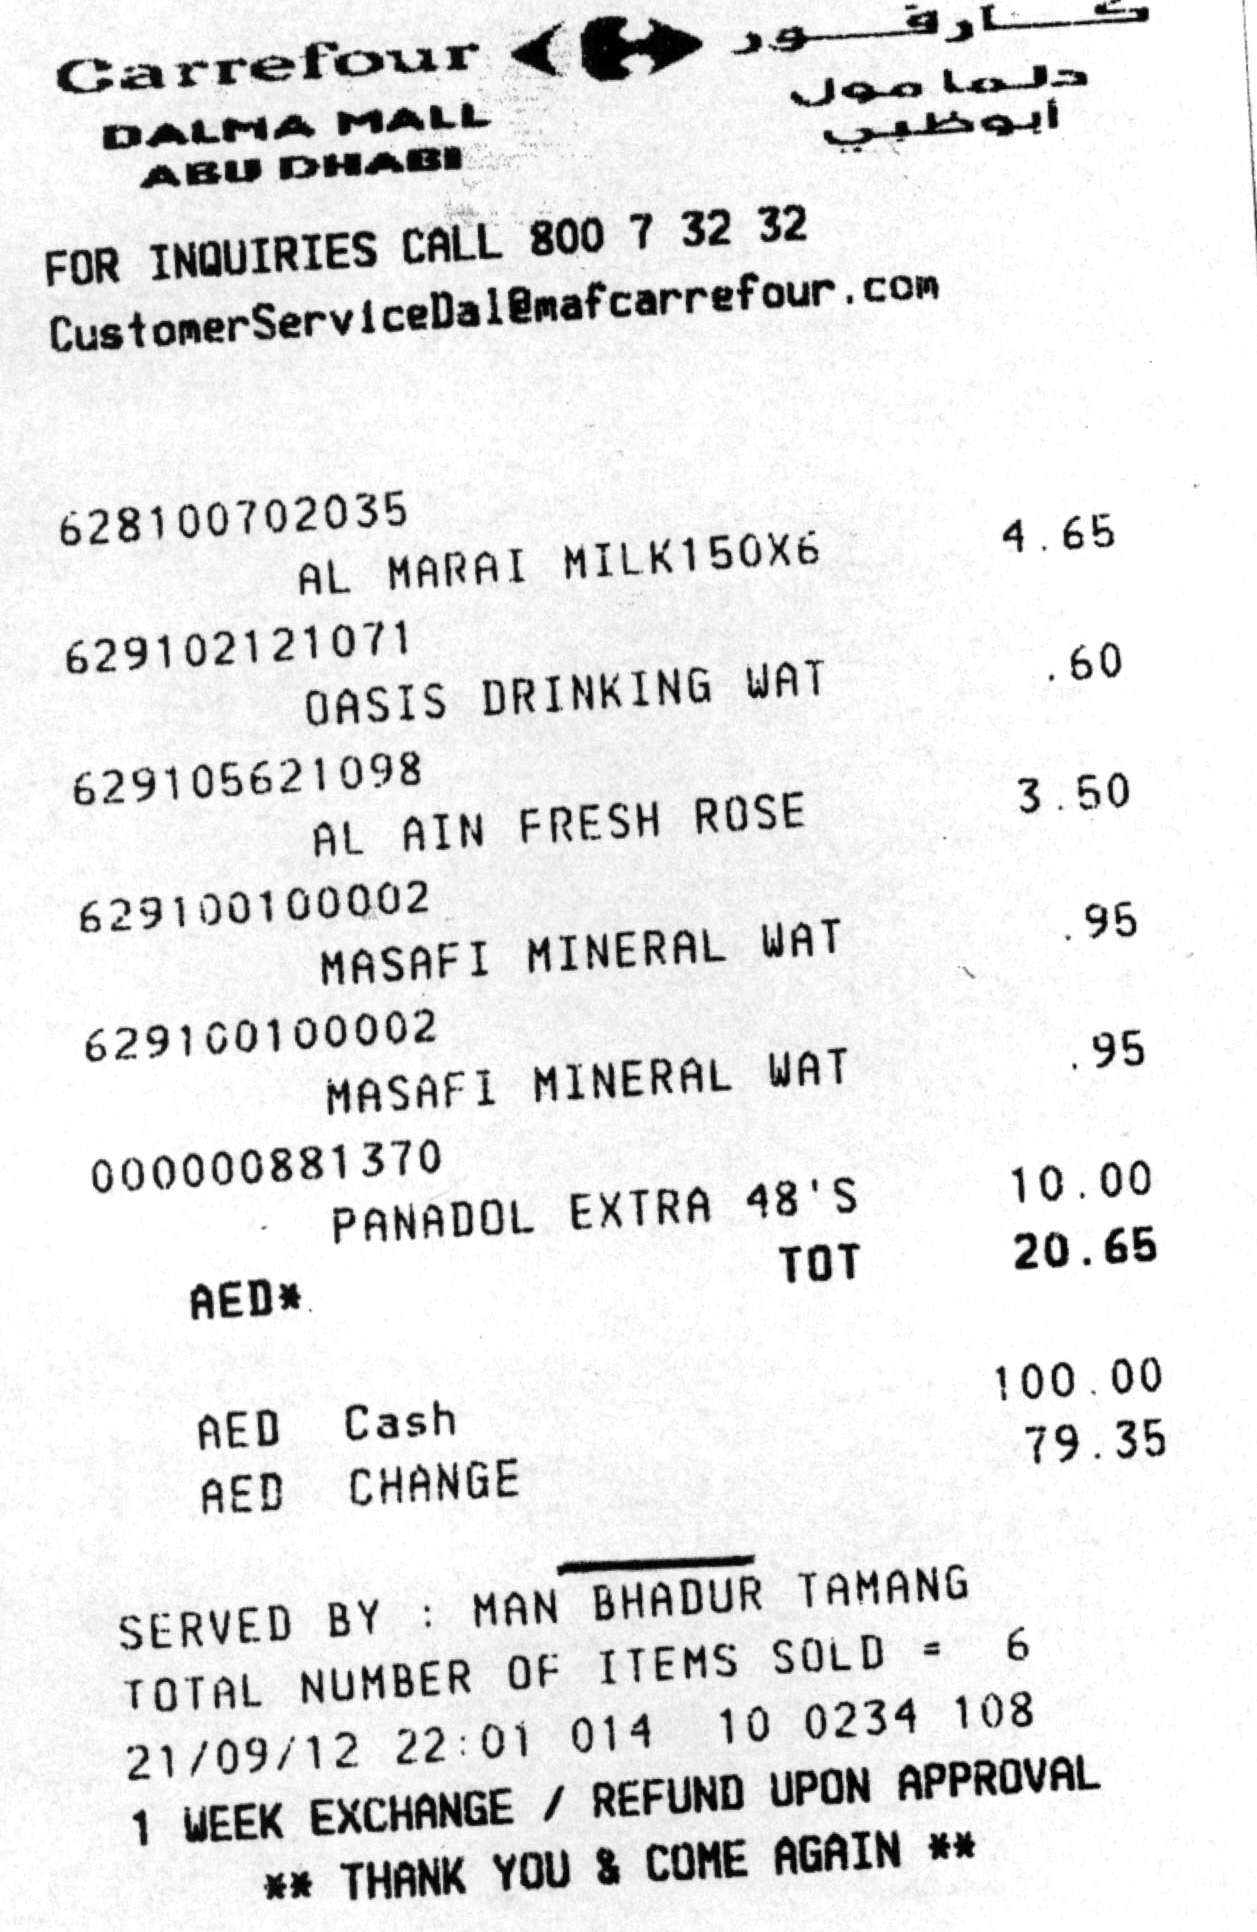 Carrefour كارفور
DALMA MALL دلما مول
ABU DHABI أبوظبي
FOR INQUIRIES CALL 800 7 32 32
CustomerServiceDal@mafcarrefour.com
628100702035
AL MARAI MILK150X6 4.65
629102121071
OASIS DRINKING WAT .60
629105621098
AL AIN FRESH ROSE 3.50
629100100002
MASAFI MINERAL WAT .95
629100100002
MASAFI MINERAL WAT .95
000000881370
PANADOL EXTRA 48'S 10.00
AED* TOT 20.65
AED Cash 100.00
AED CHANGE 79.35
SERVED BY : MAN BHADUR TAMANG
TOTAL NUMBER OF ITEMS SOLD = 6
21/09/12 22:01 014 10 0234 108
1 WEEK EXCHANGE / REFUND UPON APPROVAL
** THANK YOU & COME AGAIN **